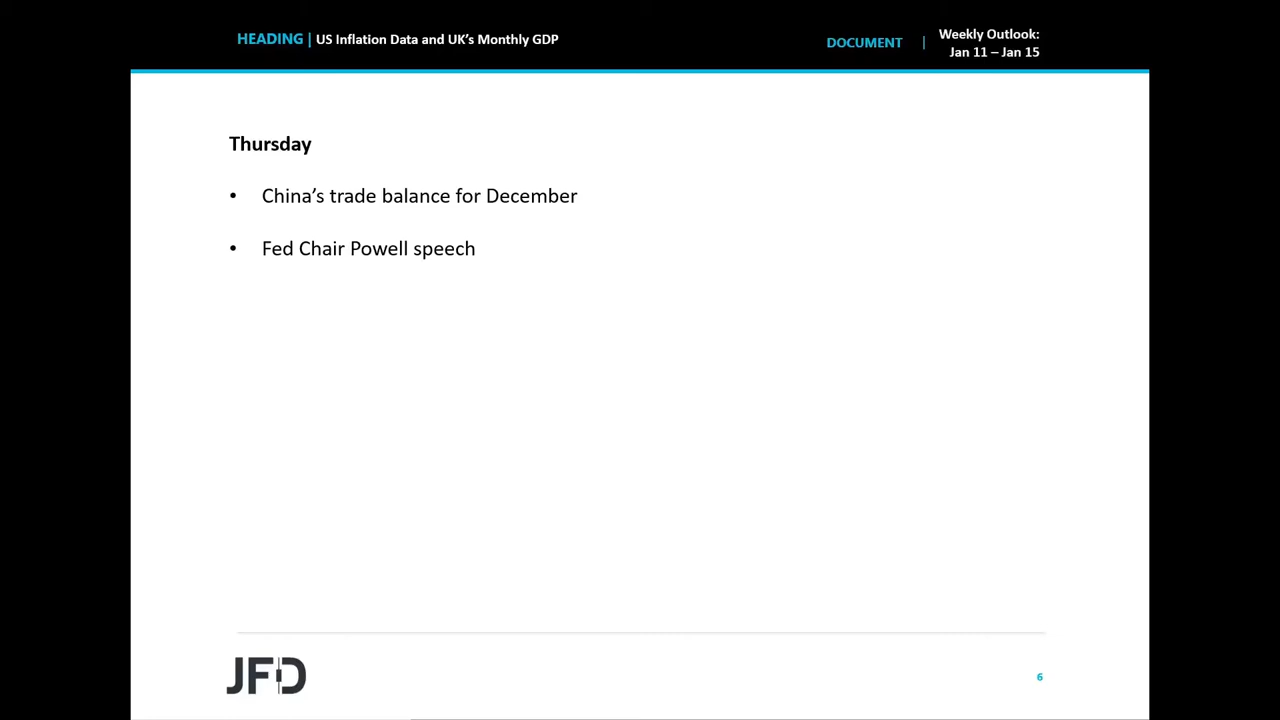 HEADING | US Inflation Data and UK's Monthly GDP
DOCUMENT | Weekly Outlook:
Jan 11 – Jan 15
Thursday
• China's trade balance for December
• Fed Chair Powell speech
JFD
6